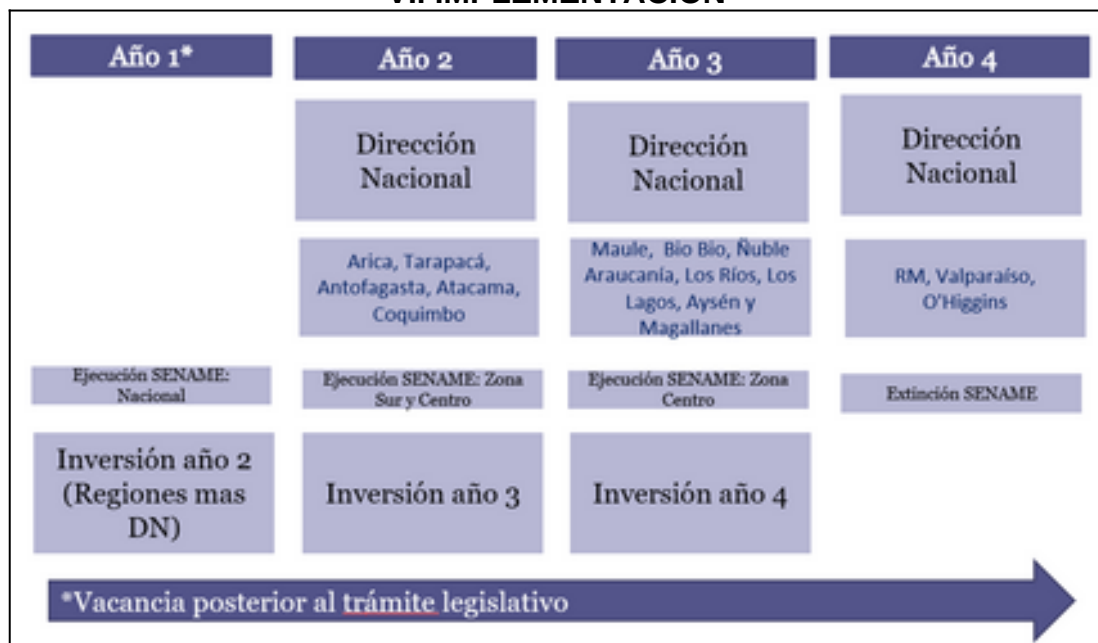 VI. IMPLEMENTACIÓN
Año 1*
Año 2
Año 3
Año 4
Dirección
Nacional
Dirección
Nacional
Dirección
Nacional
Arica, Tarapacá,
Antofagasta, Atacama,
Coquimbo
Maule, Bio Bio, Ñuble
Araucanía, Los Ríos, Los
Lagos, Aysén y
Magallanes
RM, Valparaíso,
O'Higgins
Ejecución SENAME:
Nacional
Ejecución SENAME: Zona
Sur y Centro
Ejecución SENAME: Zona
Centro
Extinción SENAME
Inversión año 2
(Regiones mas
DN)
Inversión año 3
Inversión año 4
*Vacancia posterior al trámite legislativo